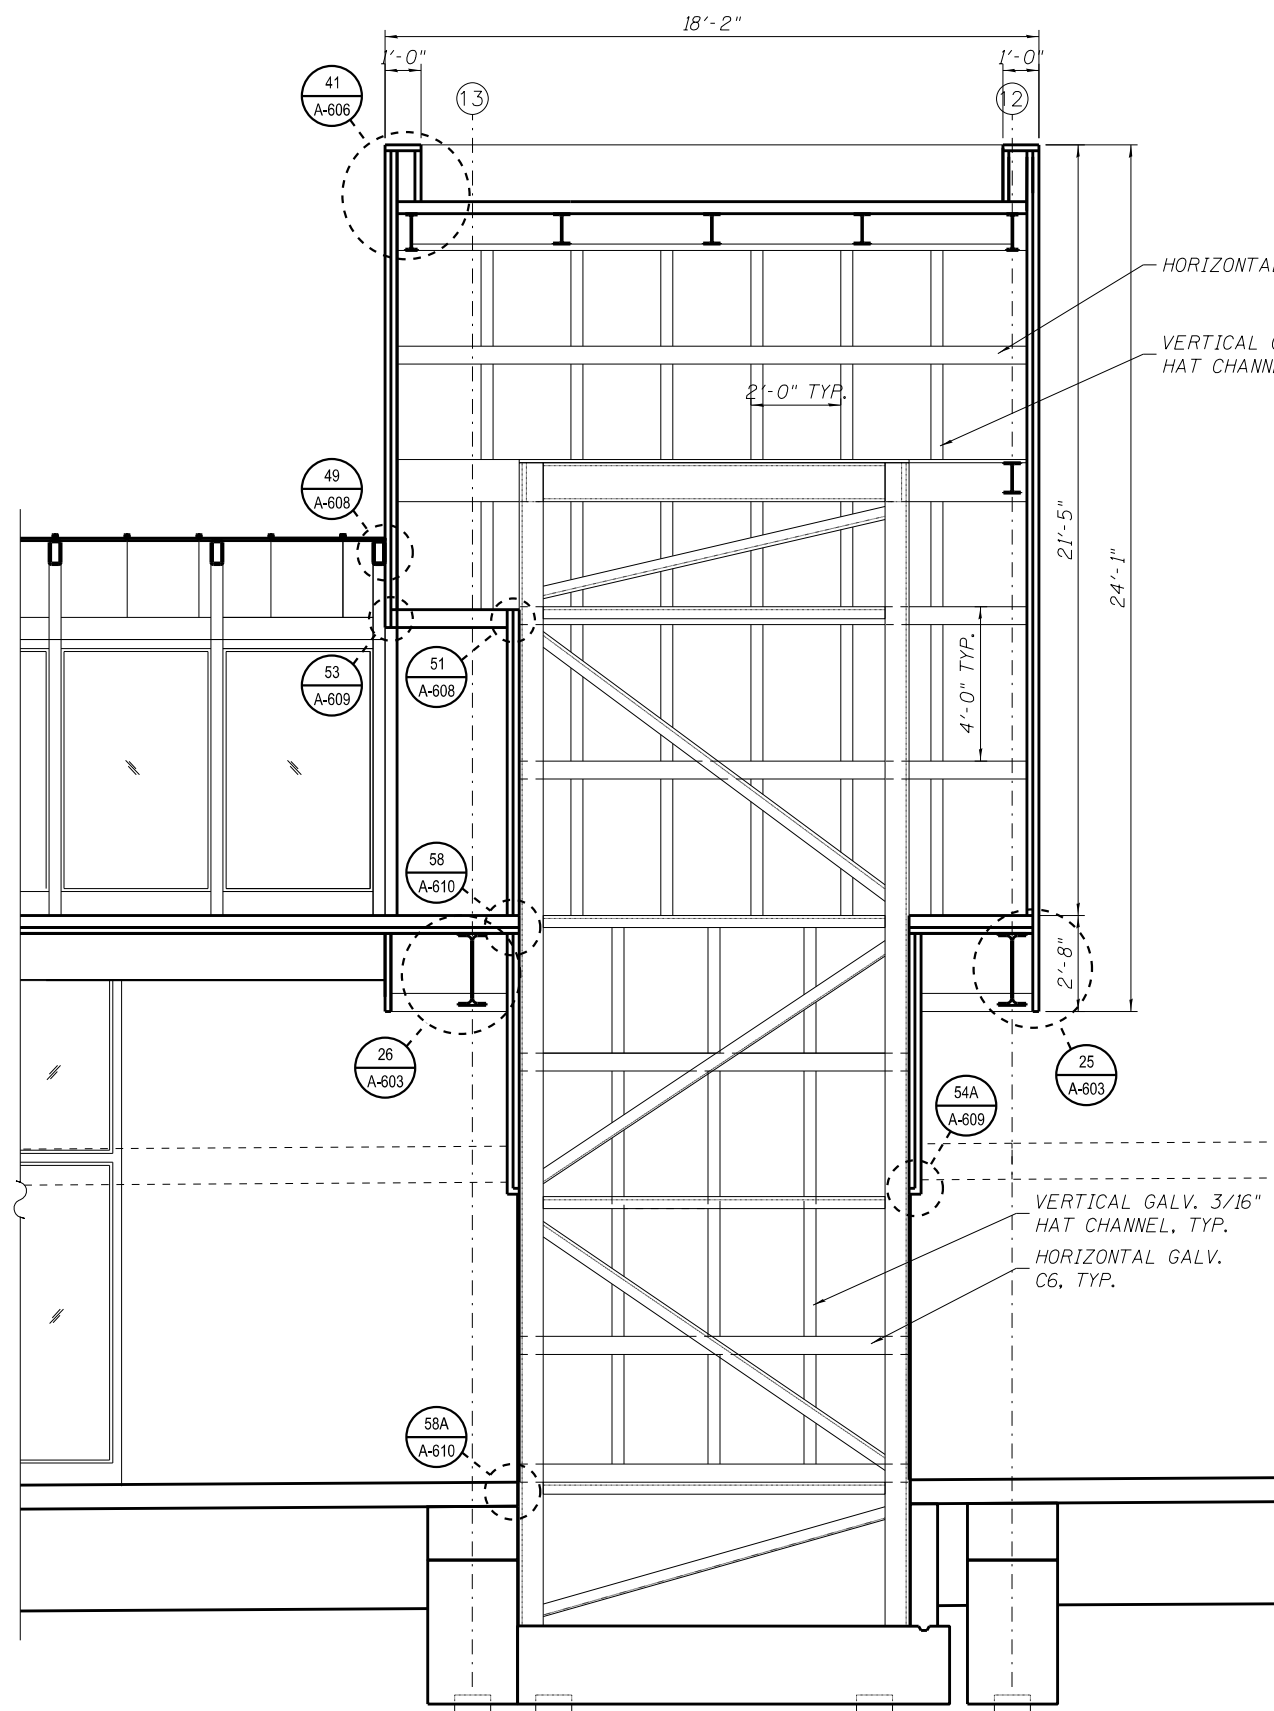 18'-2"
1'-0"
1'-0"
41
A-606
13
12
HORIZONTAL
VERTICAL
HAT CHANN
2'-0" TYP.
49
A-608
21'-5"
24'-1"
53
A-609
51
A-608
4'-0" TYP.
58
A-610
2'-8"
26
A-603
25
A-603
54A
A-609
VERTICAL GALV. 3/16"
HAT CHANNEL, TYP.
HORIZONTAL GALV.
C6, TYP.
58A
A-610